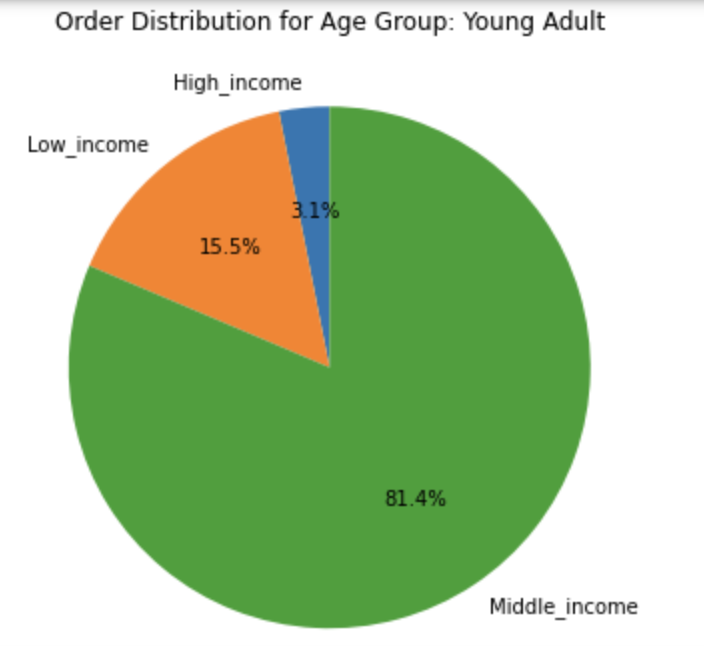 Order Distribution for Age Group: Young Adult
High_income
Low_income
3.1%
15.5%
81.4%
Middle_income